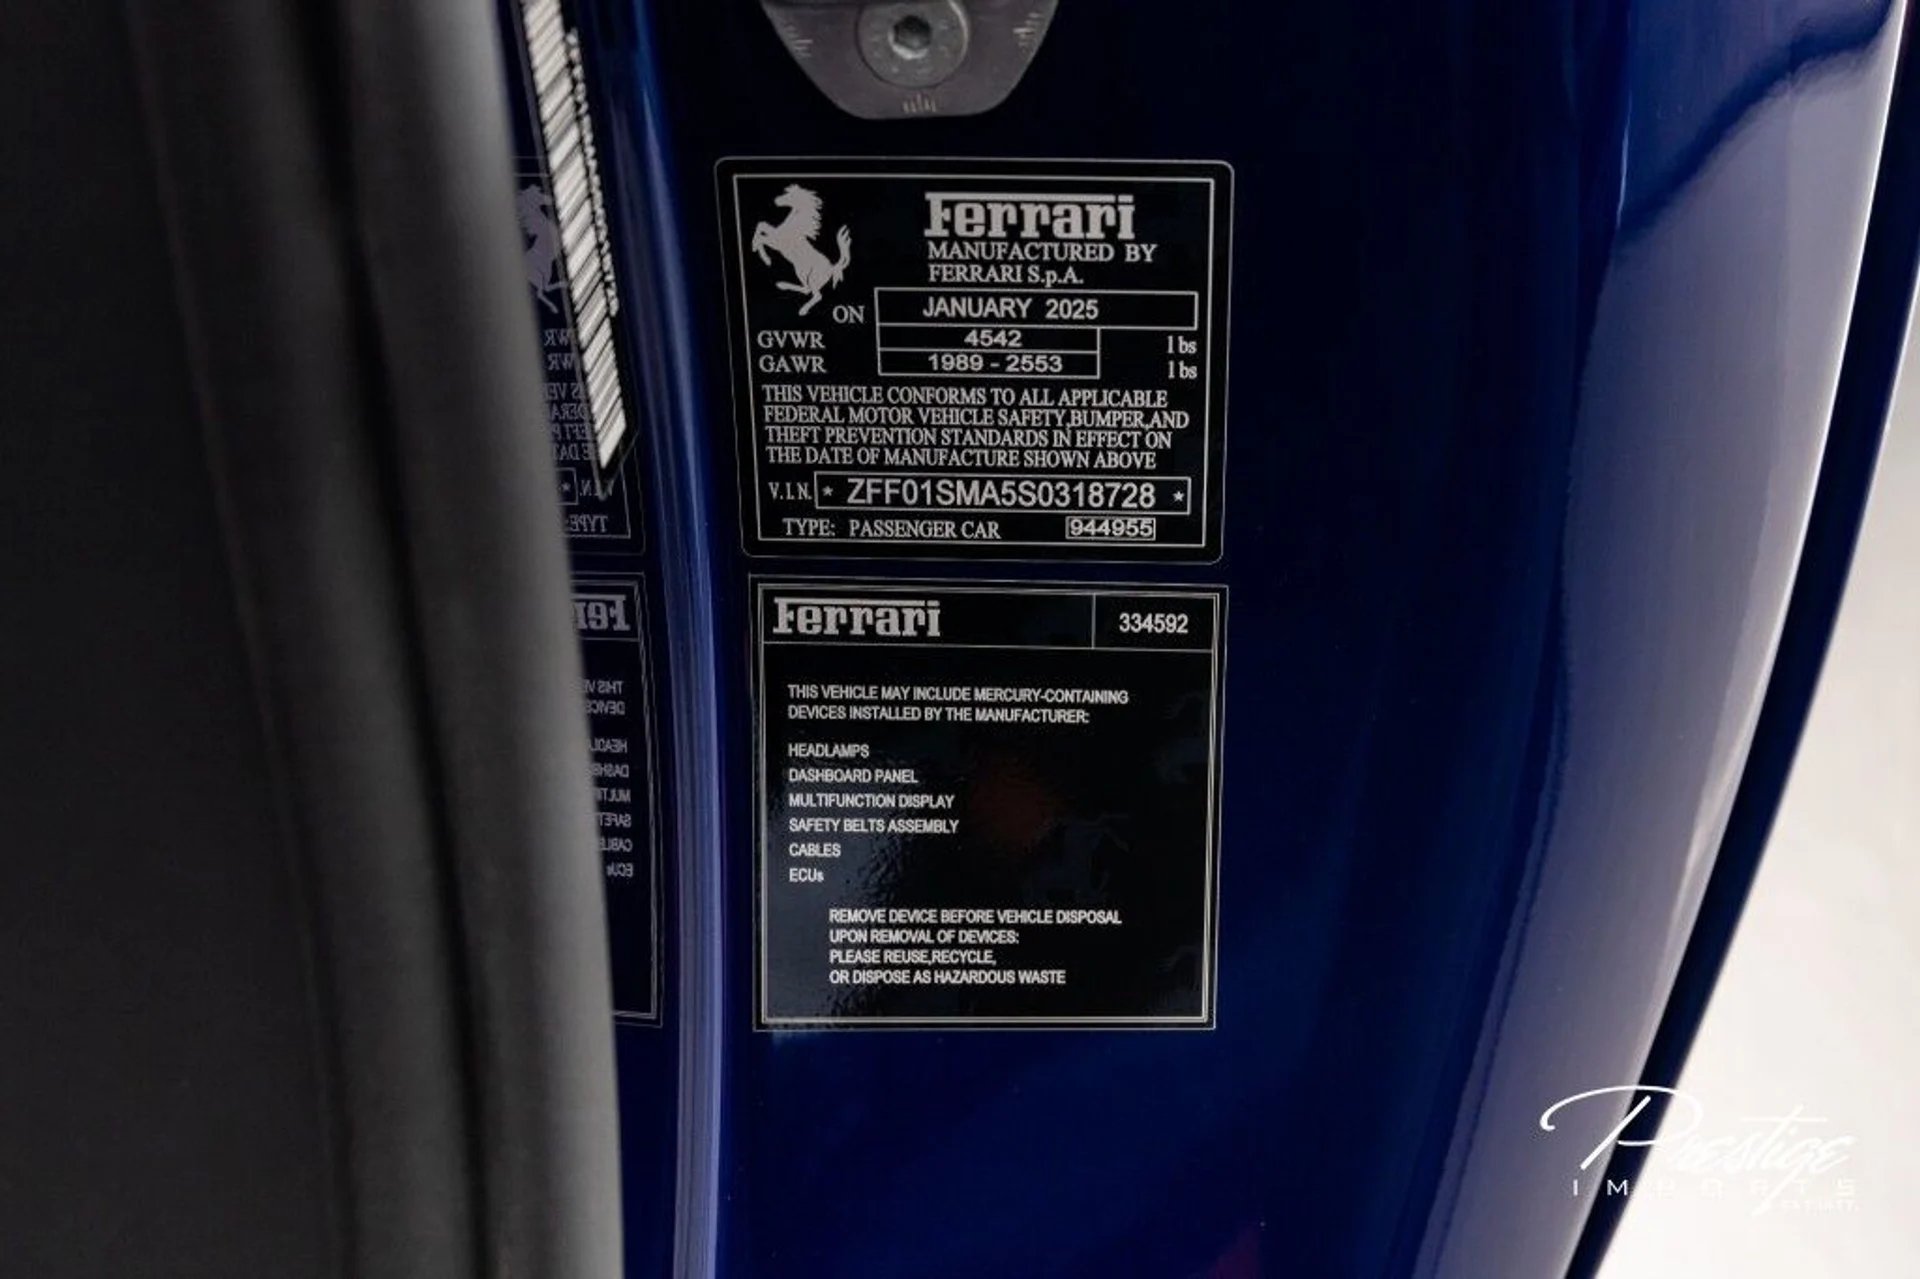 Ferrari
MANUFACTURED BY
FERRARI S.p.A.
ON JANUARY 2025
GVWR 4542 lbs
GAWR 1989 - 2553 lbs
THIS VEHICLE CONFORMS TO ALL APPLICABLE
FEDERAL MOTOR VEHICLE SAFETY,BUMPER,AND
THEFT PREVENTION STANDARDS IN EFFECT ON
THE DATE OF MANUFACTURE SHOWN ABOVE
V.I.N. * ZFF01SMA5S0318728 *
TYPE: PASSENGER CAR 944955
Ferrari 334592
THIS VEHICLE MAY INCLUDE MERCURY-CONTAINING
DEVICES INSTALLED BY THE MANUFACTURER:
HEADLAMPS
DASHBOARD PANEL
MULTIFUNCTION DISPLAY
SAFETY BELTS ASSEMBLY
CABLES
ECUs
REMOVE DEVICE BEFORE VEHICLE DISPOSAL
UPON REMOVAL OF DEVICES:
PLEASE REUSE,RECYCLE,
OR DISPOSE AS HAZARDOUS WASTE
Prestige
IMPORTS